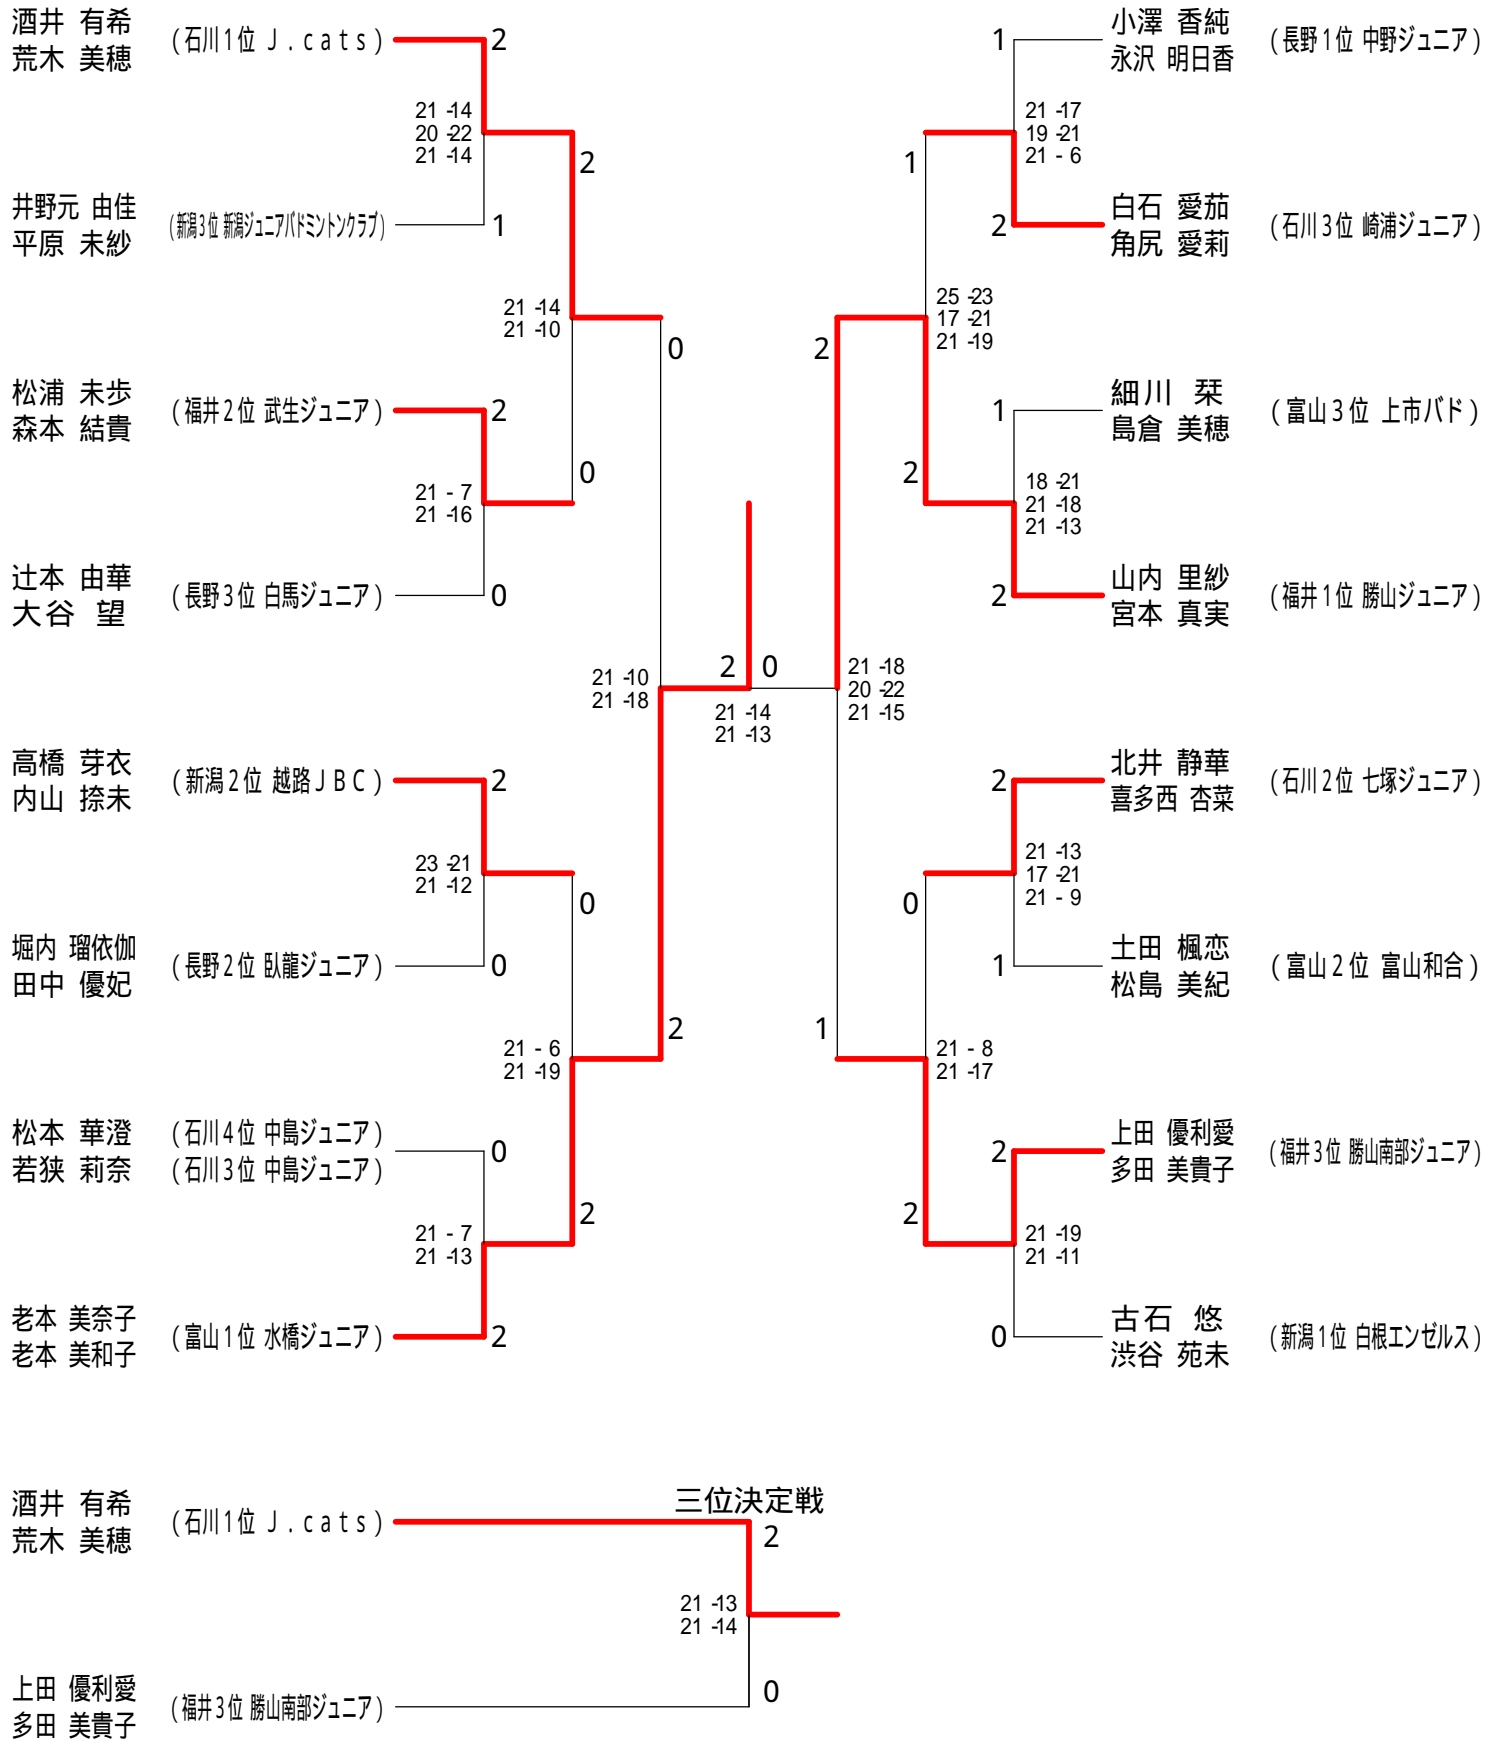 酒井 有希
荒木 美穂
(石川1位 J.cats)
2
21 -14
20 -22
21 -14
井野元 由佳
平原 未紗
(新潟3位 新潟ジュニアバドミントンクラブ)
1
2
21 -14
21 -10
松浦 未歩
森本 結貴
(福井2位 武生ジュニア)
2
0
21 - 7
21 -16
辻本 由華
大谷 望
(長野3位 白馬ジュニア)
0
0
21 -10
21 -18
高橋 芽衣
内山 捺未
(新潟2位 越路JBC)
2
23 -21
21 -12
堀内 瑠依伽
田中 優妃
(長野2位 臥龍ジュニア)
0
0
21 - 6
21 -19
2
松本 華澄
若狭 莉奈
(石川4位 中島ジュニア)
(石川3位 中島ジュニア)
0
2
21 - 7
21 -13
老本 美奈子
老本 美和子
(富山1位 水橋ジュニア)
2
2 0
21 -14
21 -13
1
小澤 香純
永沢 明日香
(長野1位 中野ジュニア)
21 -17
19 -21
21 - 6
1
2
白石 愛茄
角尻 愛莉
(石川3位 崎浦ジュニア)
25 -23
17 -21
21 -19
2
1
細川 栞
島倉 美穂
(富山3位 上市バド)
2
18 -21
21 -18
21 -13
2
山内 里紗
宮本 真実
(福井1位 勝山ジュニア)
21 -18
20 -22
21 -15
2
北井 静華
喜多西 杏菜
(石川2位 七塚ジュニア)
21 -13
17 -21
21 - 9
0
1
土田 楓恋
松島 美紀
(富山2位 富山和合)
1
21 - 8
21 -17
2
上田 優利愛
多田 美貴子
(福井3位 勝山南部ジュニア)
2
21 -19
21 -11
0
古石 悠
渋谷 苑未
(新潟1位 白根エンゼルス)
三位決定戦
酒井 有希
荒木 美穂
(石川1位 J.cats)
2
21 -13
21 -14
上田 優利愛
多田 美貴子
(福井3位 勝山南部ジュニア)
0